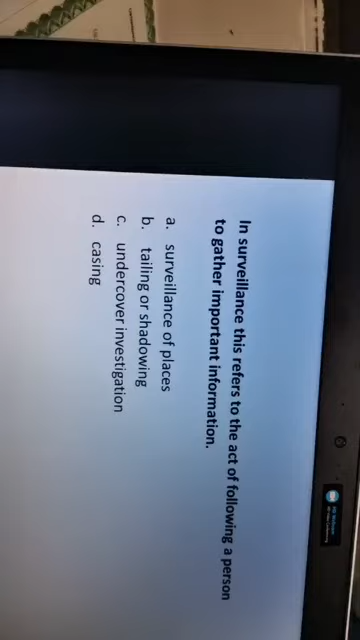 In surveillance this refers to the act of following a person
to gather important information.
a. surveillance of places
b. tailing or shadowing
c. undercover investigation
d. casing